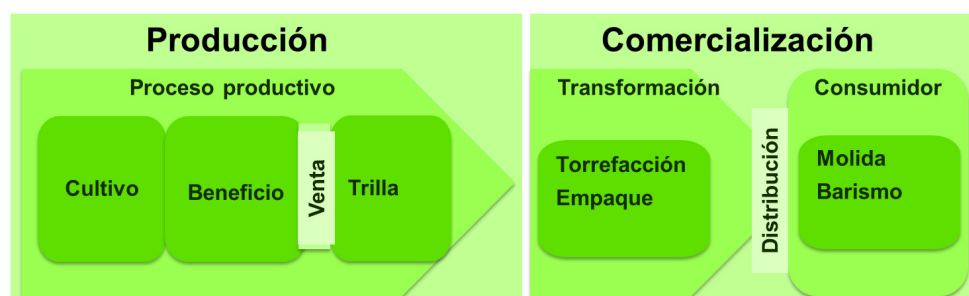 Producción
Proceso productivo
Cultivo
Beneficio
Venta
Trilla
Comercialización
Transformación
Torrefacción
Empaque
Distribución
Consumidor
Molida
Barismo